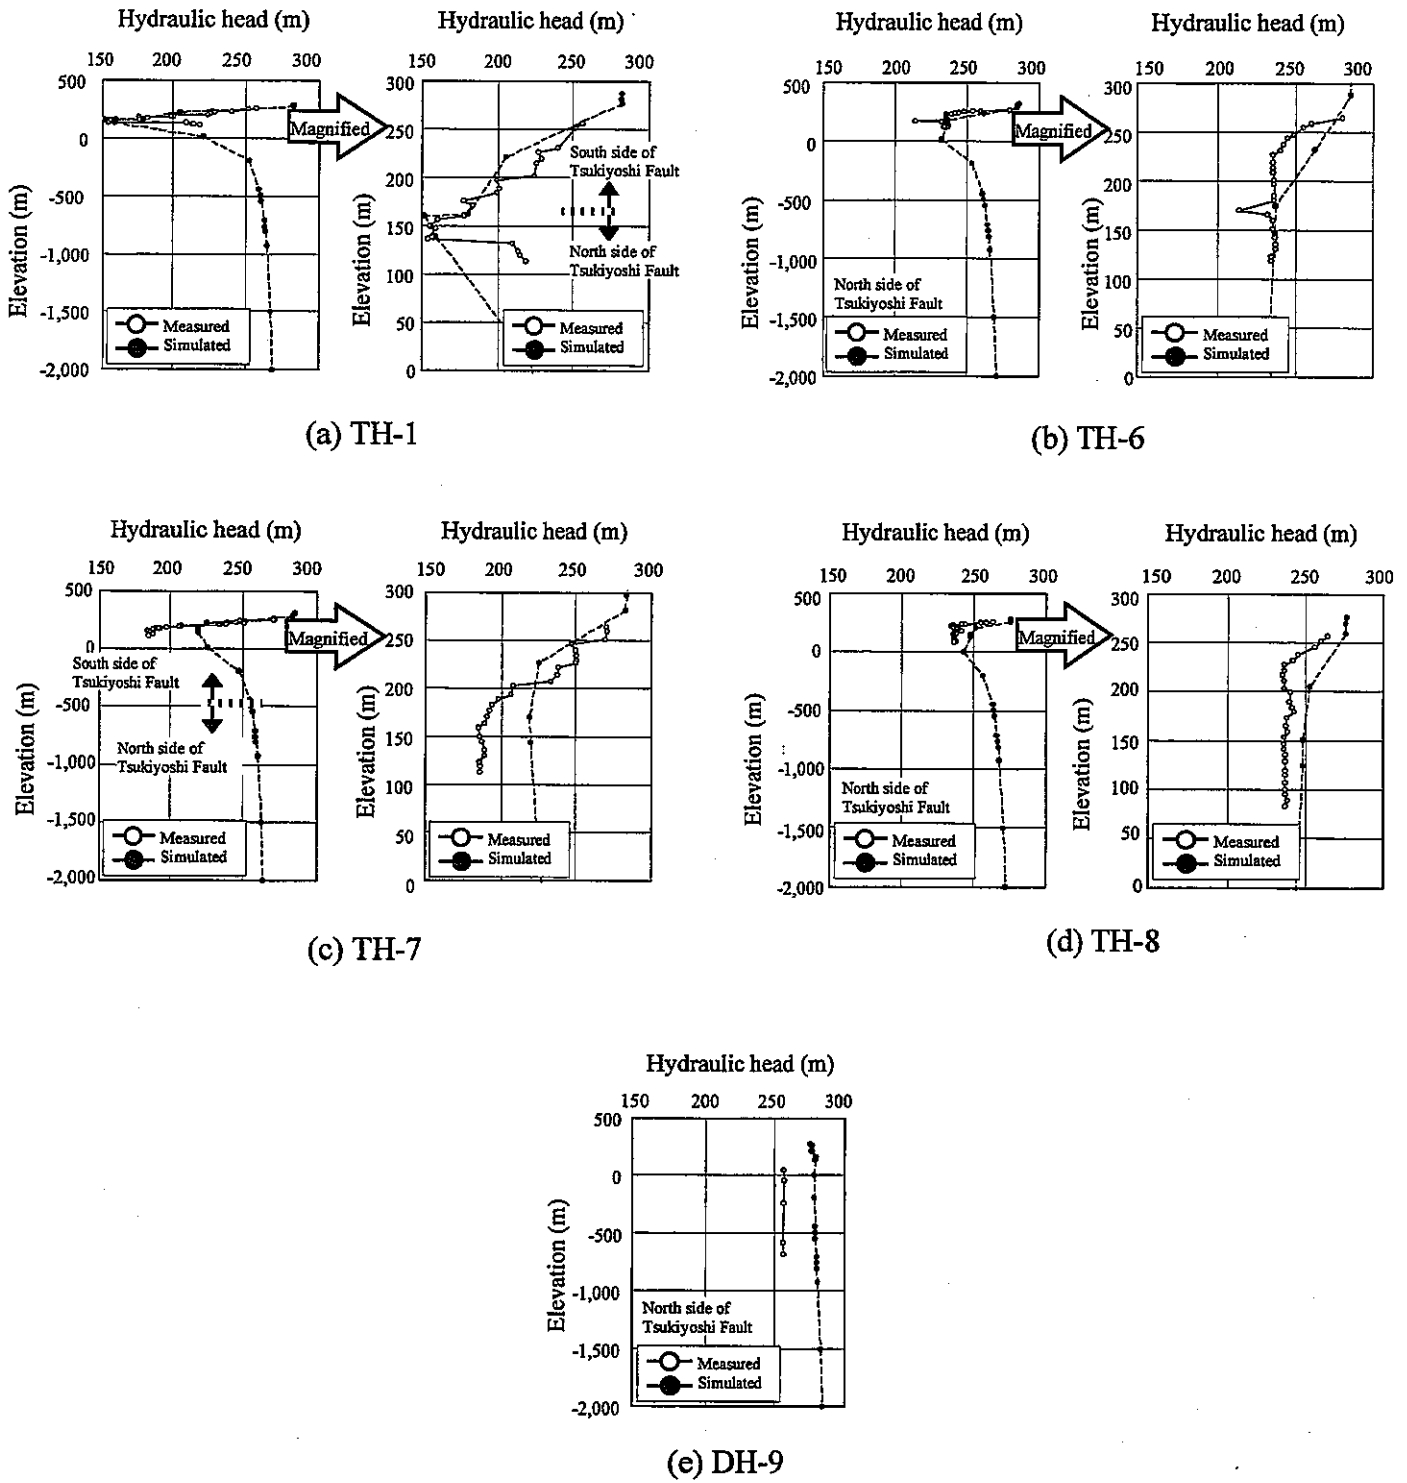 Hydraulic head (m)
150 200 250 300
500
0
-500
-1,000
-1,500
-2,000
Elevation (m)
Measured
Simulated
Magnified
Hydraulic head (m)
150 200 250 300
300
250
200
150
100
50
0
Elevation (m)
South side of
Tsukiyoshi Fault
North side of
Tsukiyoshi Fault
Measured
Simulated
(a) TH-1
Hydraulic head (m)
150 200 250 300
500
0
-500
-1,000
-1,500
-2,000
Elevation (m)
North side of
Tsukiyoshi Fault
Measured
Simulated
Magnified
Hydraulic head (m)
150 200 250 300
300
250
200
150
100
50
0
Elevation (m)
Measured
Simulated
(b) TH-6
Hydraulic head (m)
150 200 250 300
500
0
-500
-1,000
-1,500
-2,000
Elevation (m)
South side of
Tsukiyoshi Fault
North side of
Tsukiyoshi Fault
Measured
Simulated
Magnified
Hydraulic head (m)
150 200 250 300
300
250
200
150
100
50
0
Elevation (m)
Measured
Simulated
(c) TH-7
Hydraulic head (m)
150 200 250 300
500
0
-500
-1,000
-1,500
-2,000
Elevation (m)
North side of
Tsukiyoshi Fault
Measured
Simulated
Magnified
Hydraulic head (m)
150 200 250 300
300
250
200
150
100
50
0
Elevation (m)
Measured
Simulated
(d) TH-8
Hydraulic head (m)
150 200 250 300
500
0
-500
-1,000
-1,500
-2,000
Elevation (m)
North side of
Tsukiyoshi Fault
Measured
Simulated
(e) DH-9